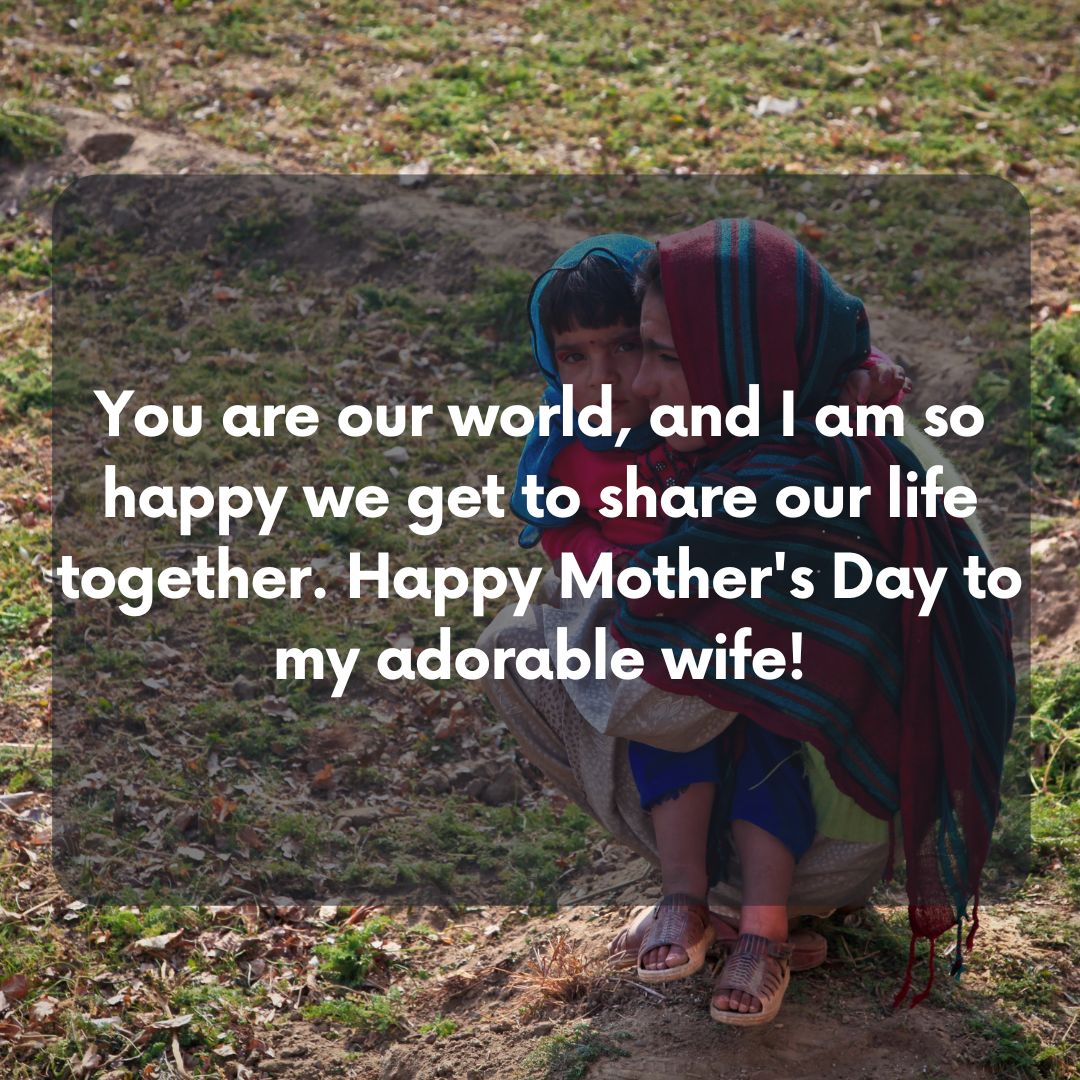 You are our world, and I am so
happy we get to share our life
together. Happy Mother's Day to
my adorable wife!